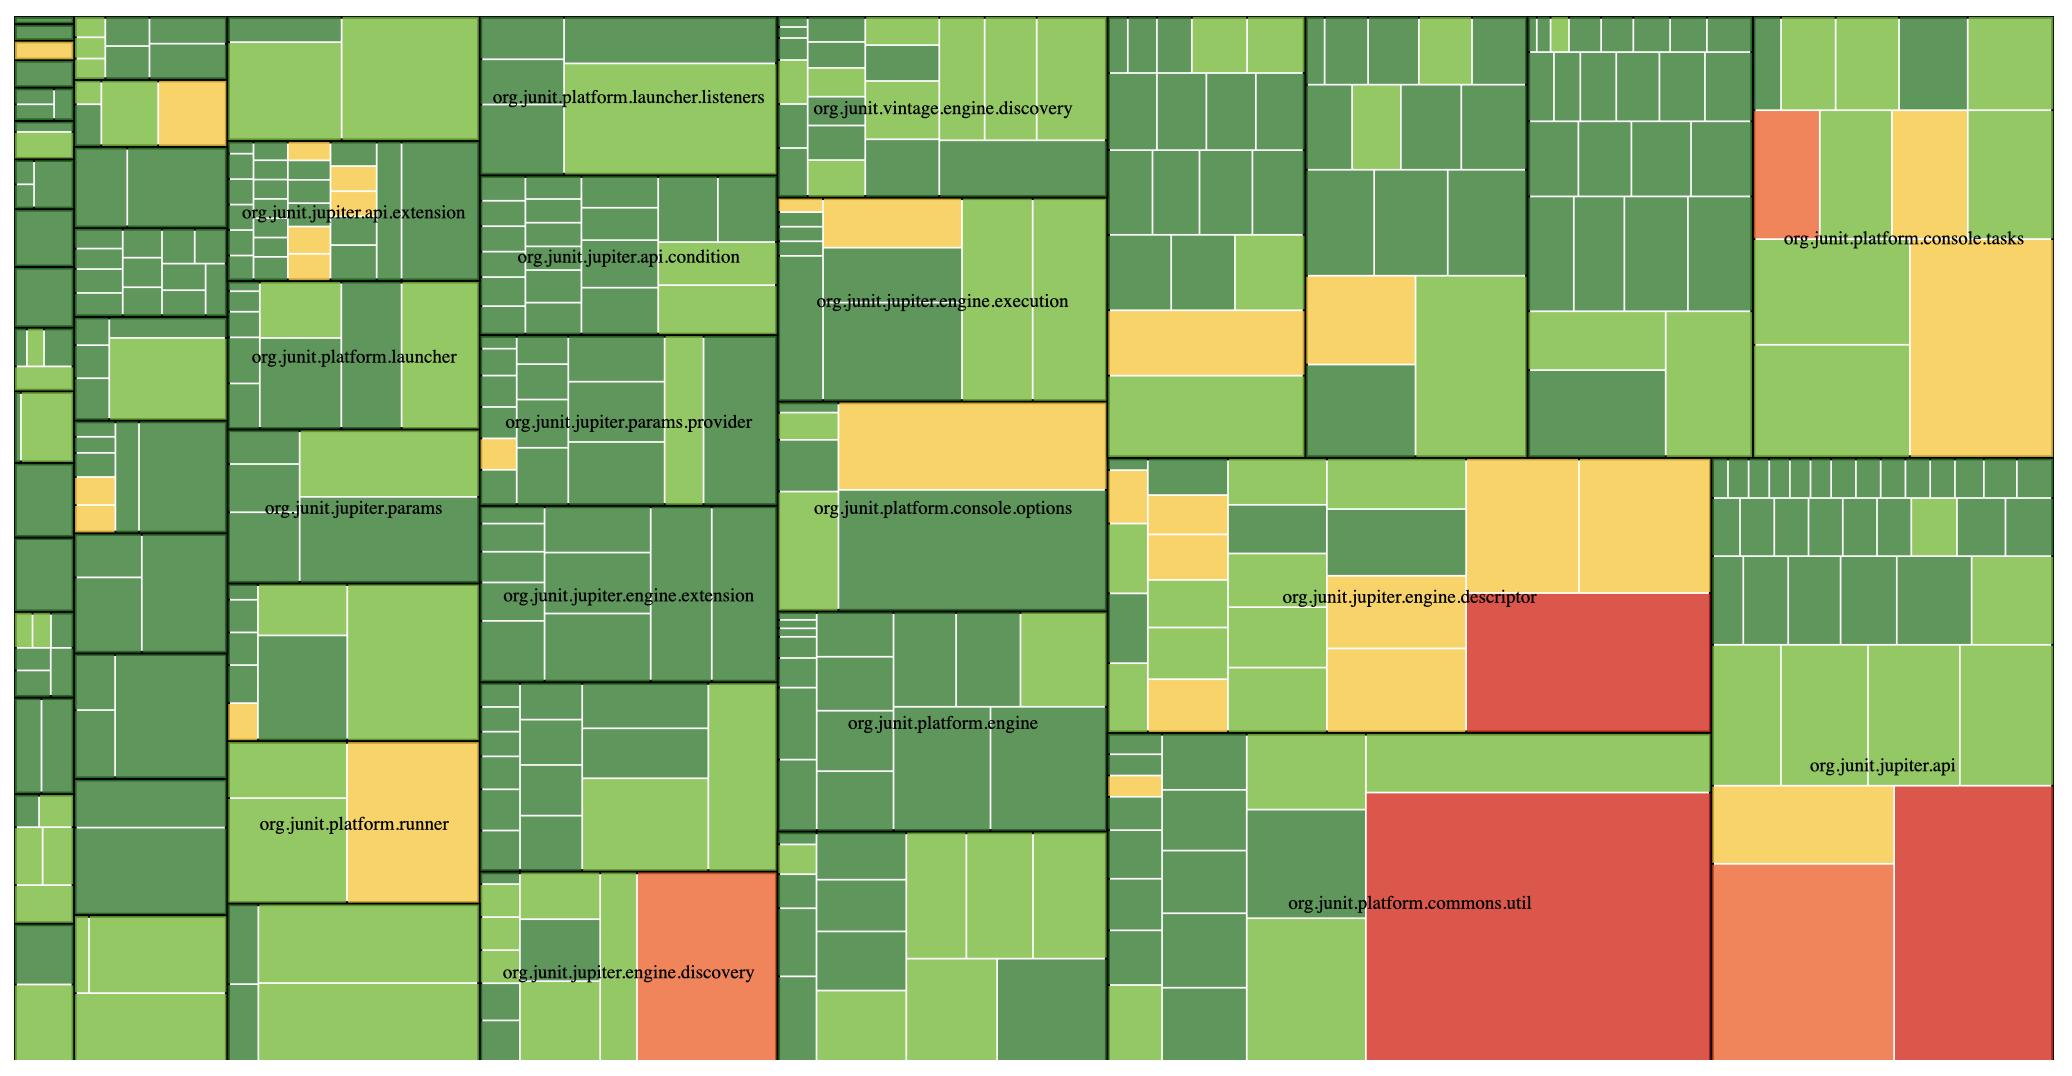 org.junit.platform.launcher.listeners
org.junit.vintage.engine.discovery
org.junit.jupiter.api.extension
org.junit.platform.console.tasks
org.junit.jupiter.api.condition
org.junit.jupiter.engine.execution
org.junit.platform.launcher
org.junit.jupiter.params.provider
org.junit.jupiter.params
org.junit.platform.console.options
org.junit.jupiter.engine.extension
org.junit.jupiter.engine.descriptor
org.junit.platform.engine
org.junit.jupiter.api
org.junit.platform.runner
org.junit.platform.commons.util
org.junit.jupiter.engine.discovery